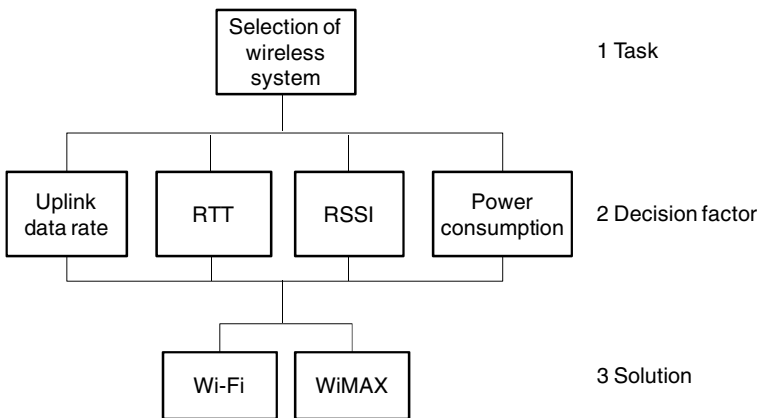 Selection of
wireless
system
1 Task
Uplink
data rate
RTT
RSSI
Power
consumption
2 Decision factor
Wi-Fi
WiMAX
3 Solution